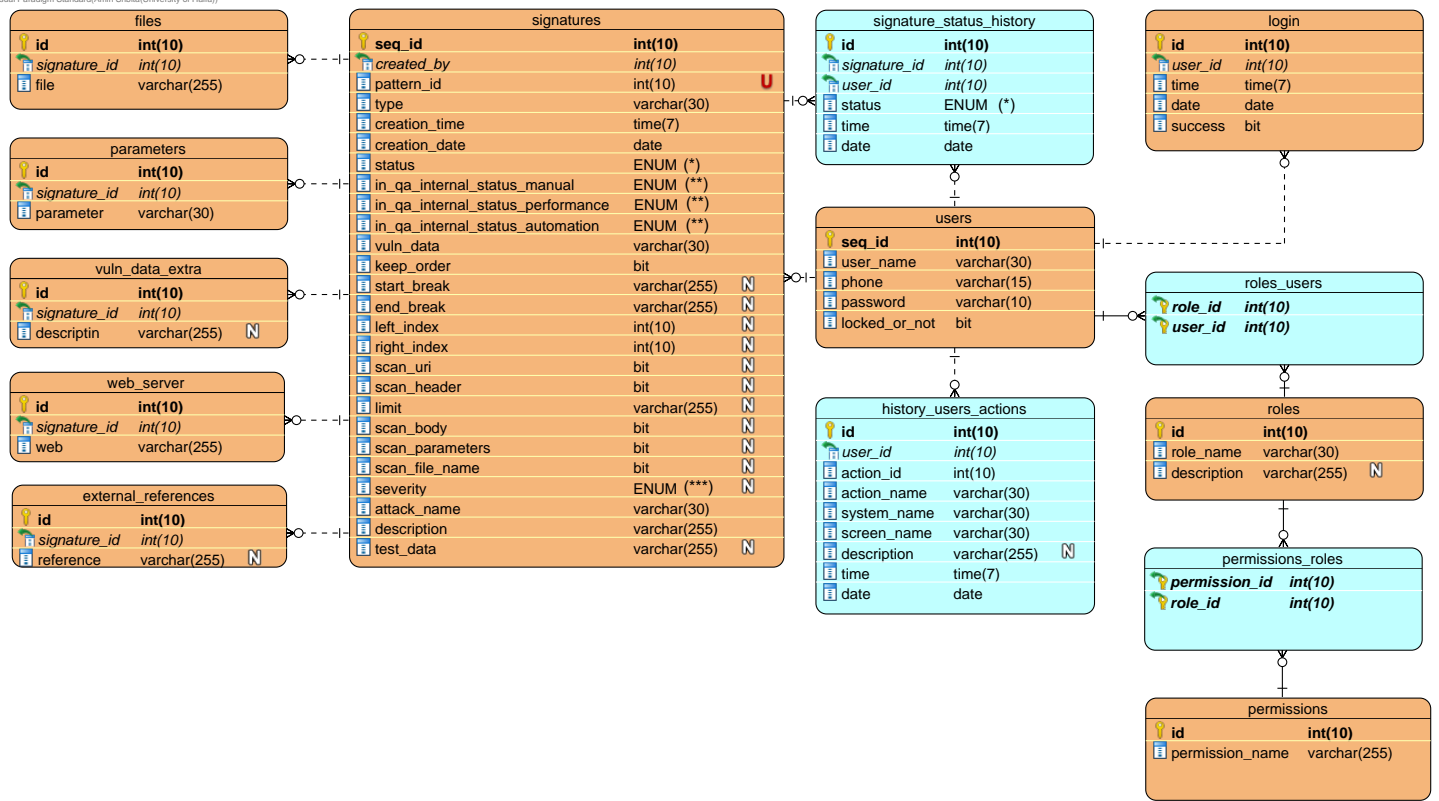 Visual Paradigm Standard(Amin Ghatta(University of Haifa))
files
id int(10)
signature_id int(10)
file varchar(255)
parameters
id int(10)
signature_id int(10)
parameter varchar(30)
vuln_data_extra
id int(10)
signature_id int(10)
descriptin varchar(255) N
web_server
id int(10)
signature_id int(10)
web varchar(255)
external_references
id int(10)
signature_id int(10)
reference varchar(255) N
signatures
seq_id int(10)
created_by int(10)
pattern_id int(10) U
type varchar(30)
creation_time time(7)
creation_date date
status ENUM (*)
in_qa_internal_status_manual ENUM (**)
in_qa_internal_status_performance ENUM (**)
in_qa_internal_status_automation ENUM (**)
vuln_data varchar(30)
keep_order bit
start_break varchar(255) N
end_break varchar(255) N
left_index int(10) N
right_index int(10) N
scan_uri bit N
scan_header bit N
limit varchar(255) N
scan_body bit N
scan_parameters bit N
scan_file_name bit N
severity ENUM (***) N
attack_name varchar(30)
description varchar(255)
test_data varchar(255) N
signature_status_history
id int(10)
signature_id int(10)
user_id int(10)
status ENUM (*)
time time(7)
date date
users
seq_id int(10)
user_name varchar(30)
phone varchar(15)
password varchar(10)
locked_or_not bit
history_users_actions
id int(10)
user_id int(10)
action_id int(10)
action_name varchar(30)
system_name varchar(30)
screen_name varchar(30)
description varchar(255) N
time time(7)
date date
login
id int(10)
user_id int(10)
time time(7)
date date
success bit
roles_users
role_id int(10)
user_id int(10)
roles
id int(10)
role_name varchar(30)
description varchar(255) N
permissions_roles
permission_id int(10)
role_id int(10)
permissions
id int(10)
permission_name varchar(255)